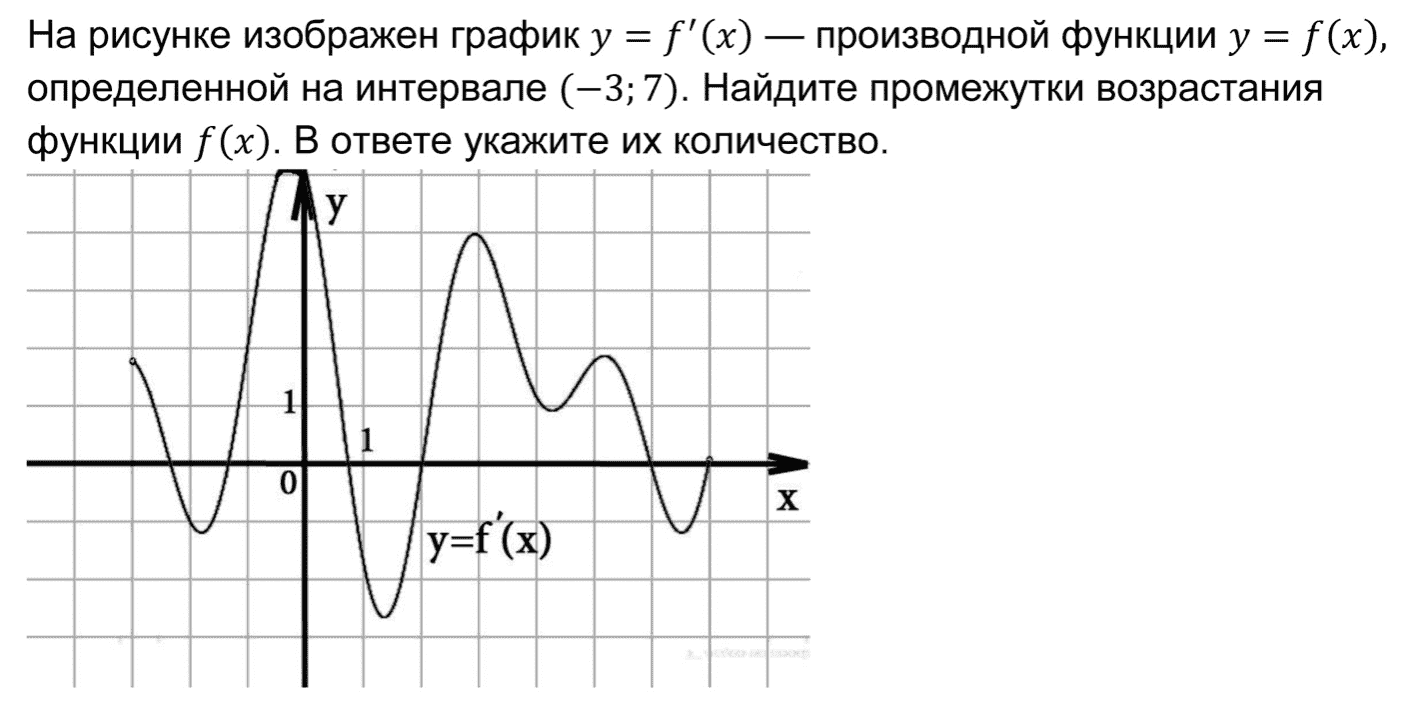 На рисунке изображен график y = f′(x) — производной функции y = f(x),
определенной на интервале (−3; 7). Найдите промежутки возрастания
функции f(x). В ответе укажите их количество.
y
1
1
0
x
y=f′(x)